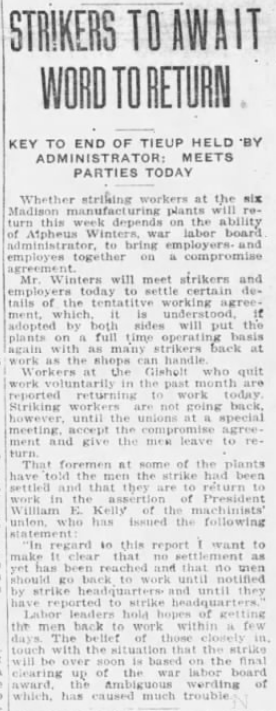 STRIKERS TO AWAIT
WORD TO RETURN
KEY TO END OF TIEUP HELD BY
ADMINISTRATOR; MEETS
PARTIES TODAY
Whether striking workers at the six
Madison manufacturing plants will re-
turn this week depends on the ability
of Alpheus Winters, war labor board
administrator, to bring employers and
employes together on a compromise
agreement.
Mr. Winters will meet strikers and
employers today to settle certain de-
tails of the tentatitve working agree-
ment, which, it is understood, if
adopted by both sides will put the
plants on a full time operating basis
again with as many strikers back at
work as the shops can handle.
Workers at the Gisholt who quit
work voluntarily in the past month are
reported returning to work today.
Striking workers are not going back,
however, until the unions at a special
meeting, accept the compromise agree-
ment and give the men leave to re-
turn.
That foremen at some of the plants
have told the men the strike had been
settled and that they are to return to
work in the assertion of President
William E. Kelly of the machinists'
union, who has issued the following
statement:
"In regard to this report I want to
make it clear that no settlement as
yet has been reached and that no men
should go back to work until notified
by strike headquarters and until they
have reported to strike headquarters."
Labor leaders hold hopes of getting
the men back to work within a few
days. The belief of those closely in
touch with the situation that the strike
will be over soon is based on the final
clearing up of the war labor board
award, the ambiguous wording of
which, has caused much trouble.